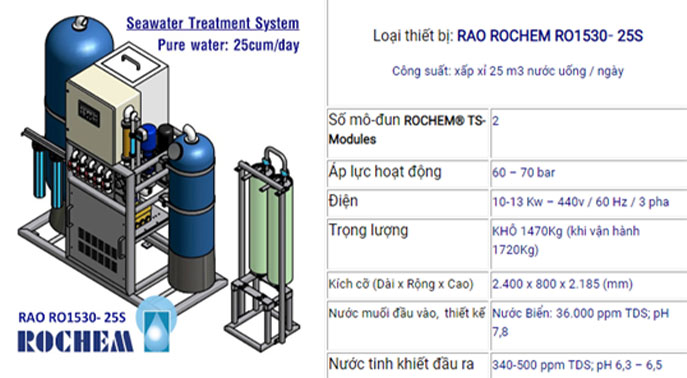 Seawater Treatment System
Pure water: 25cum/day
RAO RO1530- 25S
ROCHEM
Loại thiết bị: RAO ROCHEM RO1530- 25S
Công suất: xấp xỉ 25 m3 nước uống / ngày
Số mô-đun ROCHEM® TS-
Modules
2
Áp lực hoạt động
60 – 70 bar
Điện
10-13 Kw – 440v / 60 Hz / 3 pha
Trọng lượng
KHÔ 1470Kg (khi vận hành
1720Kg)
Kích cỡ (Dài x Rộng x Cao)
2.400 x 800 x 2.185 (mm)
Nước muối đầu vào, thiết kế
Nước Biển: 36.000 ppm TDS; pH
7,8
Nước tinh khiết đầu ra
340-500 ppm TDS; pH 6,3 – 6,5